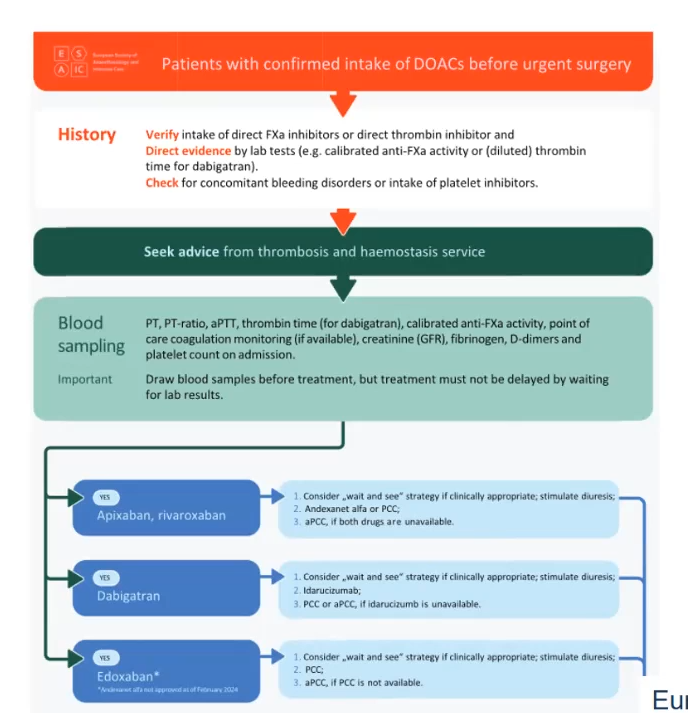 E S
A IC
European Society of
Anaesthesiology and
Intensive Care
Patients with confirmed intake of DOACs before urgent surgery
History
Verify intake of direct FXa inhibitors or direct thrombin inhibitor and
Direct evidence by lab tests (e.g. calibrated anti-FXa activity or (diluted) thrombin
time for dabigatran).
Check for concomitant bleeding disorders or intake of platelet inhibitors.
Seek advice from thrombosis and haemostasis service
Blood
sampling
PT, PT-ratio, aPTT, thrombin time (for dabigatran), calibrated anti-FXa activity, point of
care coagulation monitoring (if available), creatinine (GFR), fibrinogen, D-dimers and
platelet count on admission.
Important
Draw blood samples before treatment, but treatment must not be delayed by waiting
for lab results.
YES
Apixaban, rivaroxaban
1. Consider „wait and see“ strategy if clinically appropriate; stimulate diuresis;
2. Andexanet alfa or PCC;
3. aPCC, if both drugs are unavailable.
YES
Dabigatran
1. Consider „wait and see“ strategy if clinically appropriate; stimulate diuresis;
2. Idarucizumab;
3. PCC or aPCC, if idarucizumb is unavailable.
YES
Edoxaban*
*Andexanet alfa not approved as of February 2024
1. Consider „wait and see“ strategy if clinically appropriate; stimulate diuresis;
2. PCC;
3. aPCC, if PCC is not available.
Eur